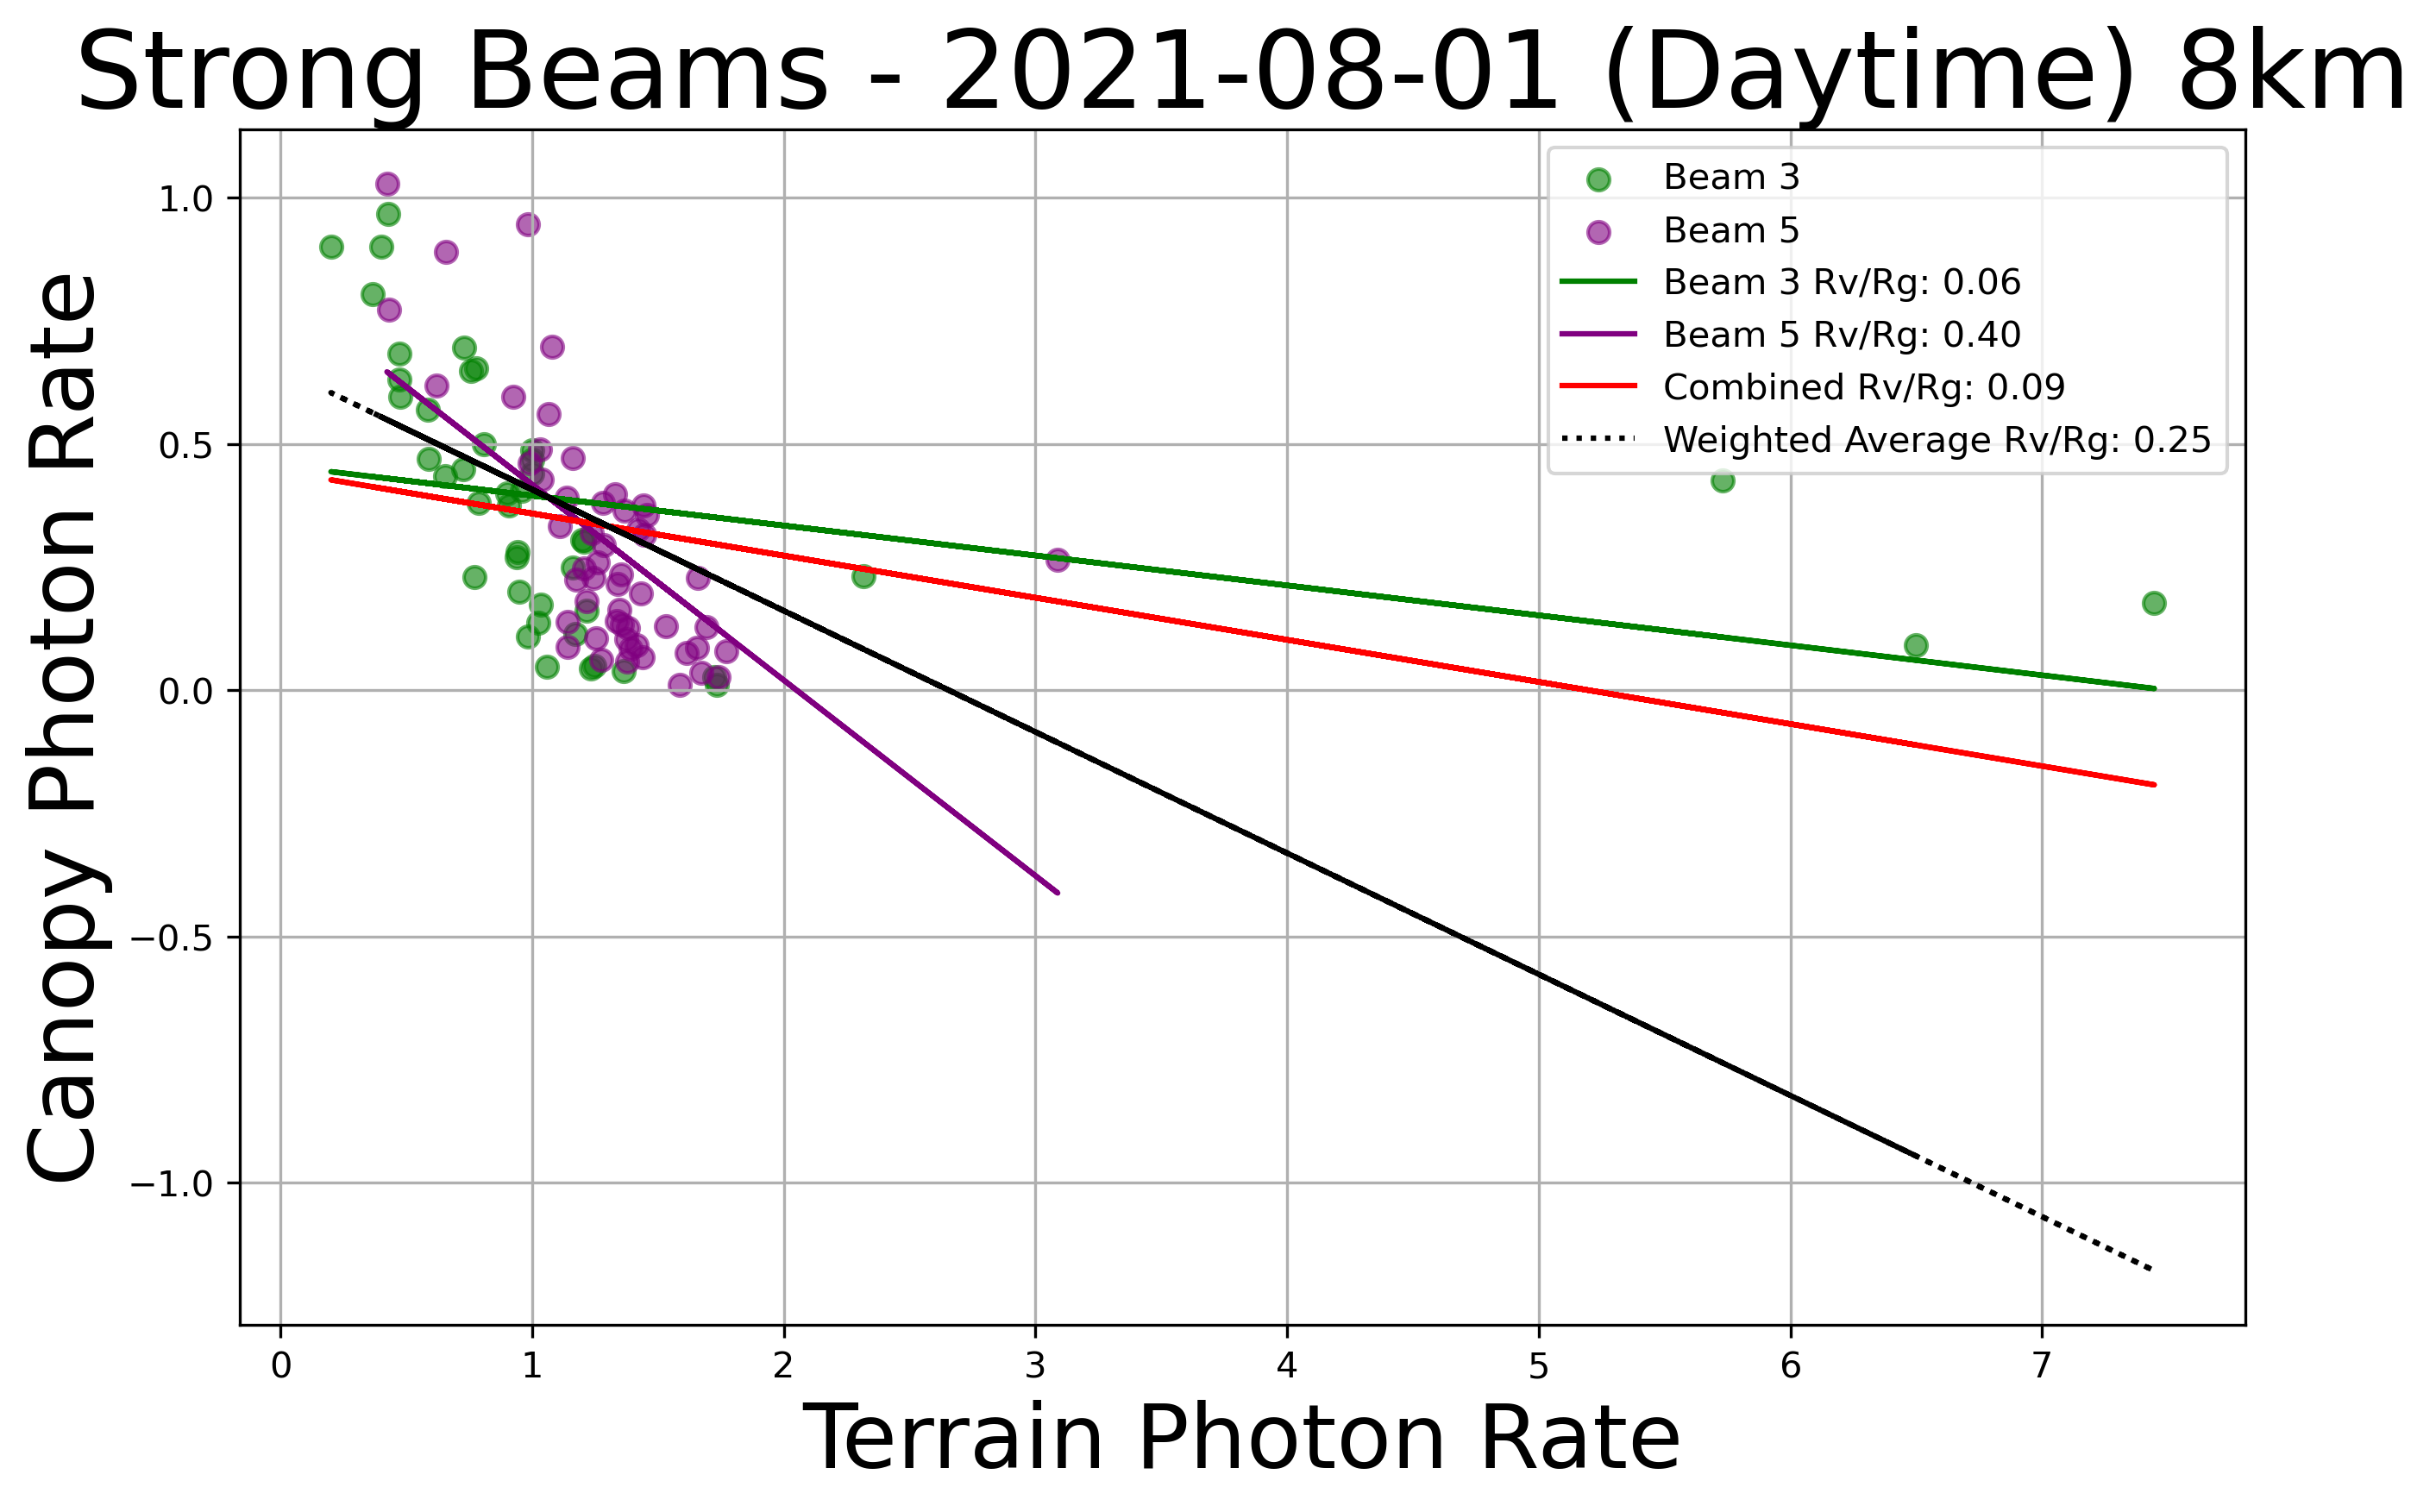 Strong Beams - 2021-08-01 (Daytime) 8km
Beam 3
Beam 5
Beam 3 Rv/Rg: 0.06
Beam 5 Rv/Rg: 0.40
Combined Rv/Rg: 0.09
Weighted Average Rv/Rg: 0.25
Canopy Photon Rate
1.0
0.5
0.0
−0.5
−1.0
0 1 2 3 4 5 6 7
Terrain Photon Rate